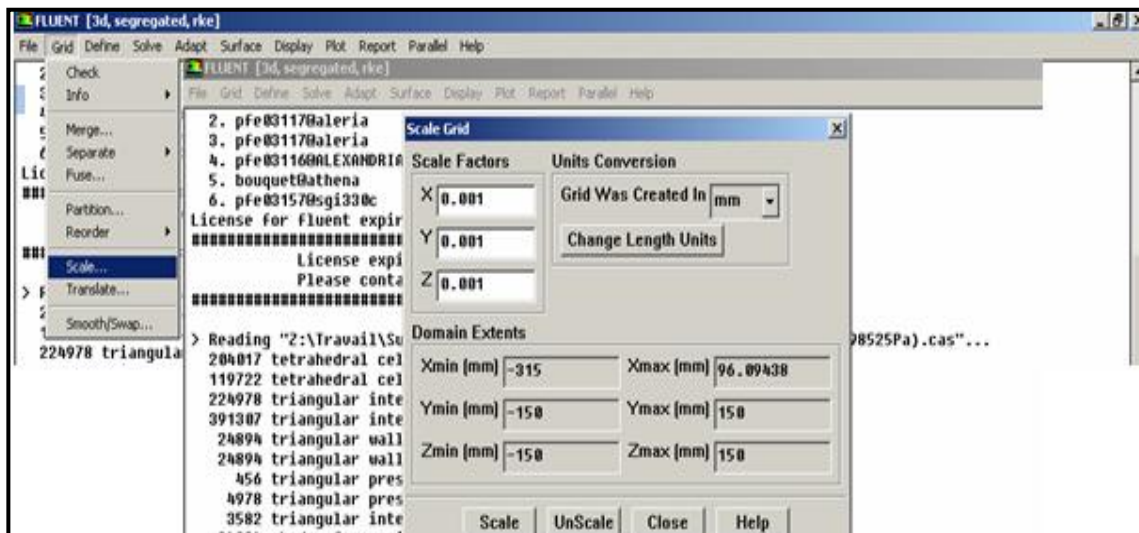 FLUENT [3d, segregated, rke]
File Grid Define Solve Adapt Surface Display Plot Report Parallel Help
Check
Info
Merge...
Separate
Fuse...
Partition...
Reorder
Scale...
Translate...
Smooth/Swap...
224978 triangula
FLUENT [3d, segregated, rke]
File Grid Define Solve Adapt Surface Display Plot Report Parallel Help
2. pfe03117@aleria
3. pfe03117@aleria
4. pfe03116@ALEXANDRIA
5. bouquet@athena
6. pfe03157@sgi330c
License for fluent expir
########################
License expi
Please conta
########################
> Reading "Z:\Travail\Su
98525Pa).cas"...
204017 tetrahedral cel
119722 tetrahedral cel
224978 triangular inte
391307 triangular inte
24894 triangular wall
24894 triangular wall
456 triangular pres
4978 triangular pres
3582 triangular inte
Scale Grid
Scale Factors
X 0.001
Y 0.001
Z 0.001
Units Conversion
Grid Was Created In mm
Change Length Units
Domain Extents
Xmin (mm) -315 Xmax (mm) 96.09438
Ymin (mm) -150 Ymax (mm) 150
Zmin (mm) -150 Zmax (mm) 150
Scale UnScale Close Help